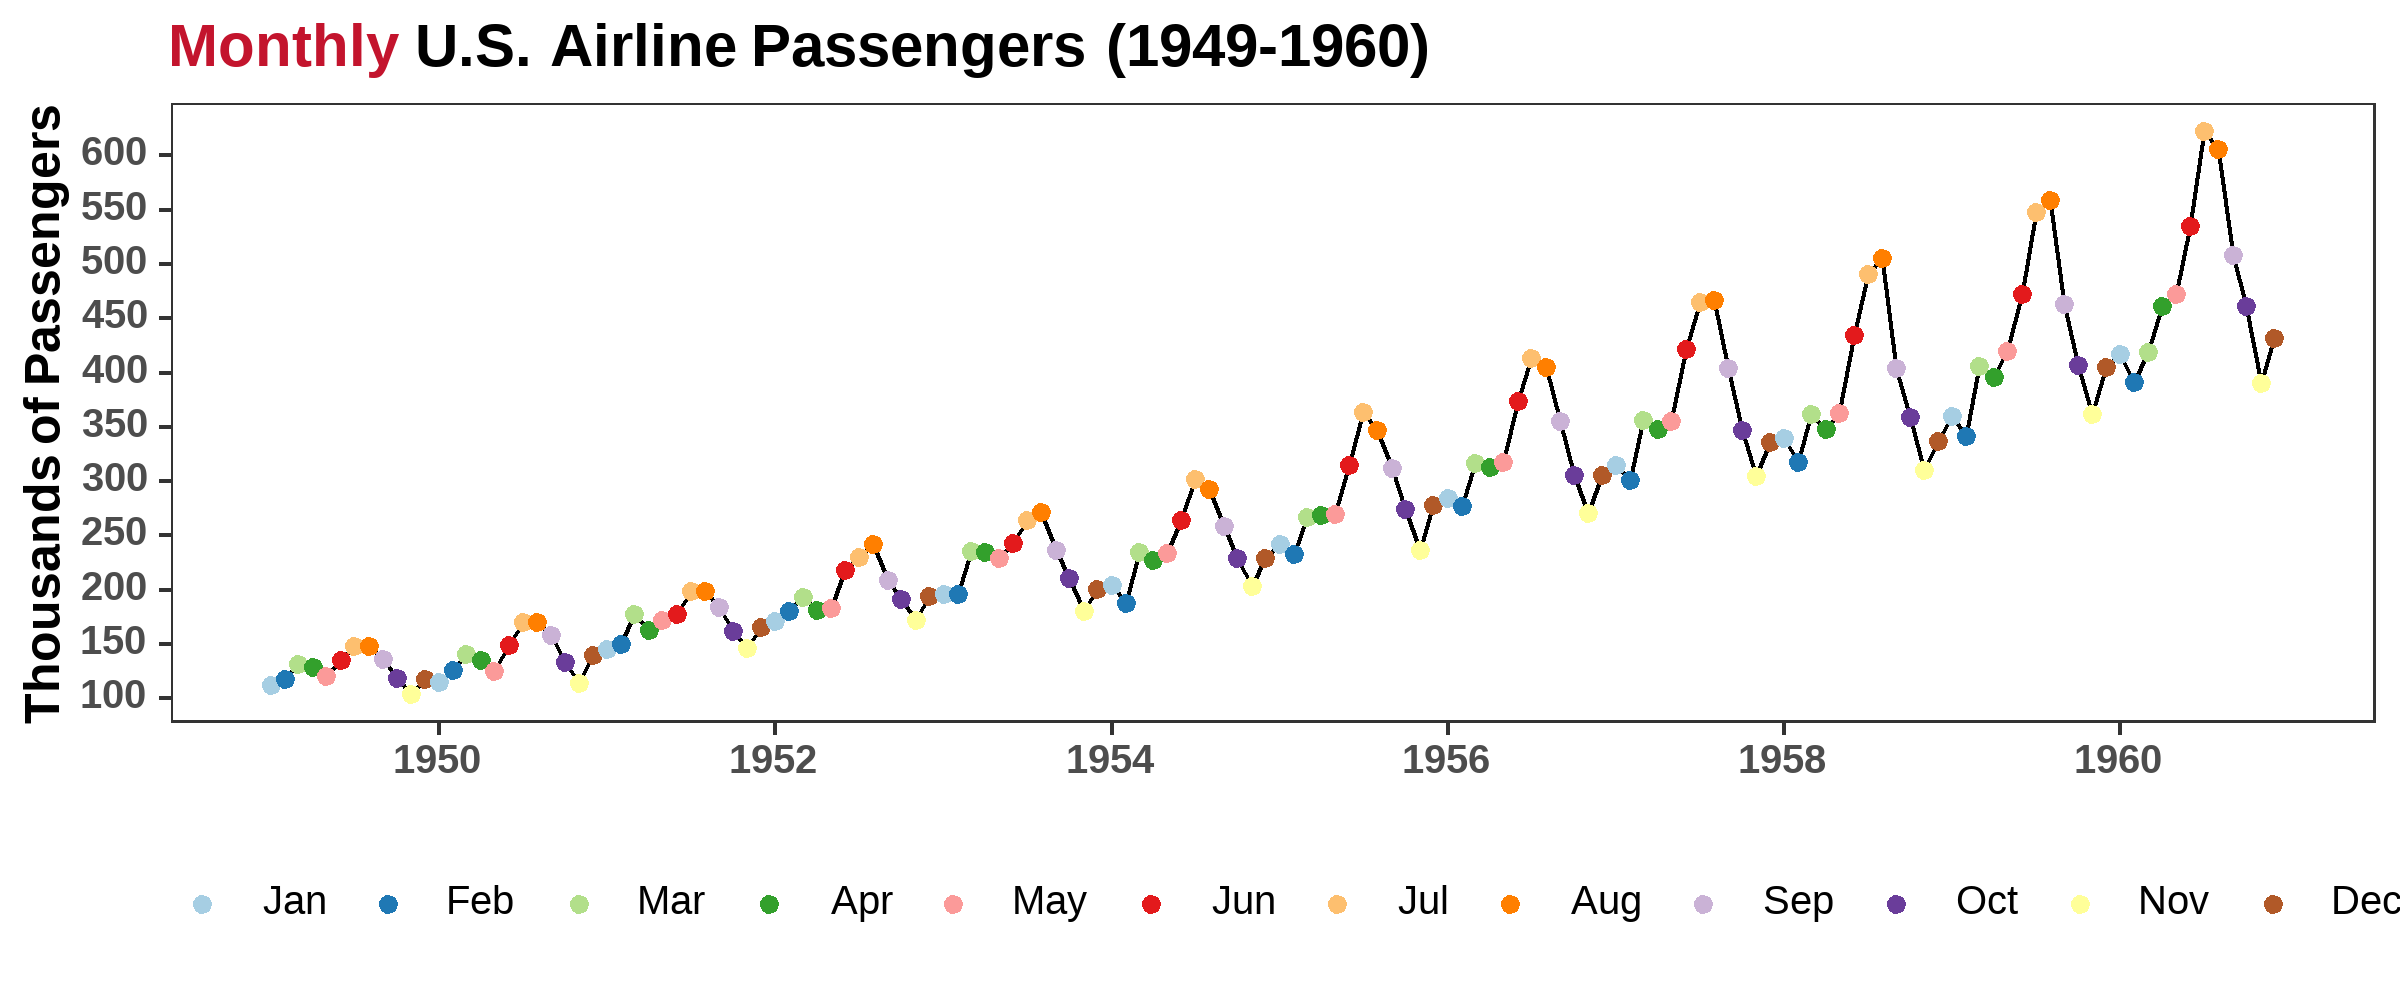 Monthly U.S. Airline Passengers (1949-1960)
Thousands of Passengers
600
550
500
450
400
350
300
250
200
150
100
1950 1952 1954 1956 1958 1960
Jan Feb Mar Apr May Jun Jul Aug Sep Oct Nov Dec